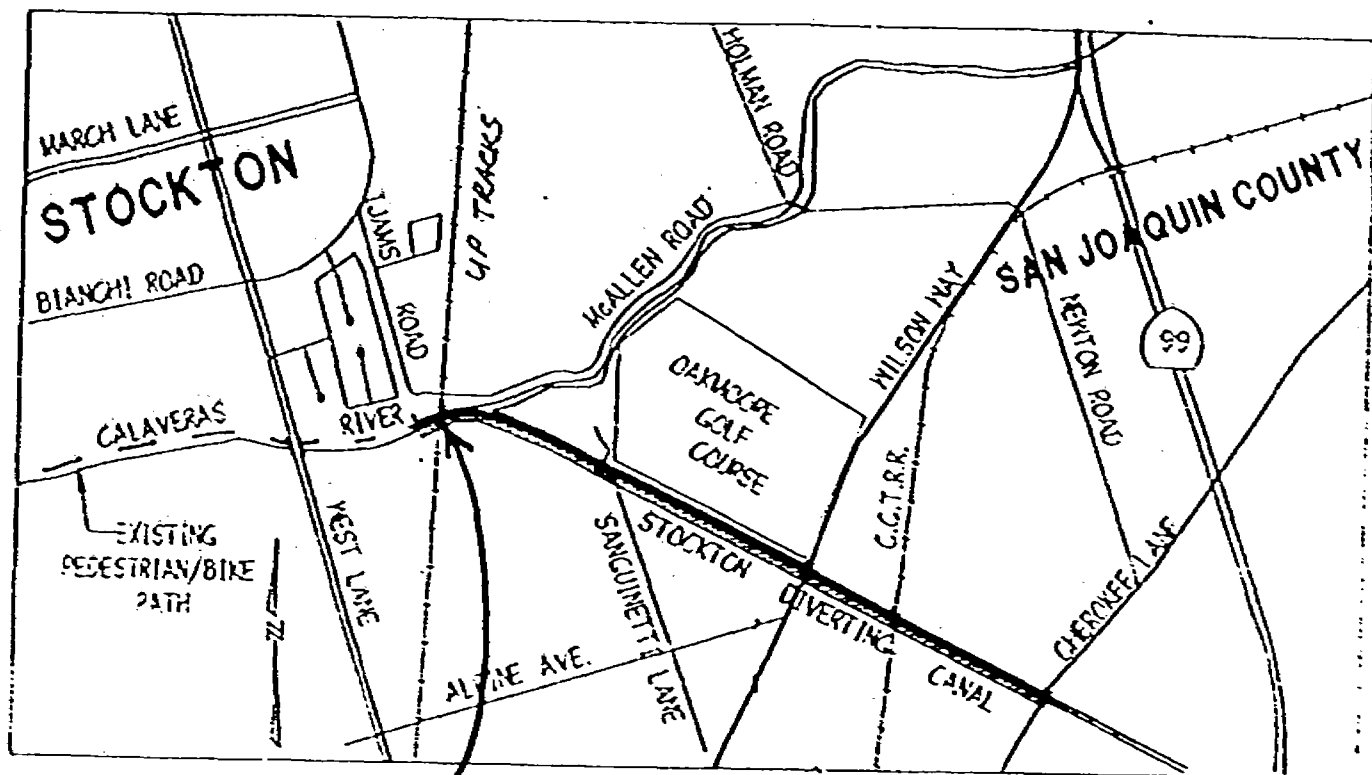 MARCH LANE
STOCKTON
BIANCHI ROAD
IJAMS
ROAD
UP TRACKS
HOLMAN ROAD
McALLEN ROAD
SAN JOAQUIN COUNTY
WILSON WAY
NEWTON ROAD
99
OAKMOORE
GOLF
COURSE
CALAVERAS
RIVER
EXISTING
PEDESTRIAN/BIKE
PATH
WEST LANE
C.C.T.R.R.
STOCKTON
DIVERTING
CANAL
SANGUINETTI LANE
CHEROKEE LANE
ALPINE AVE.